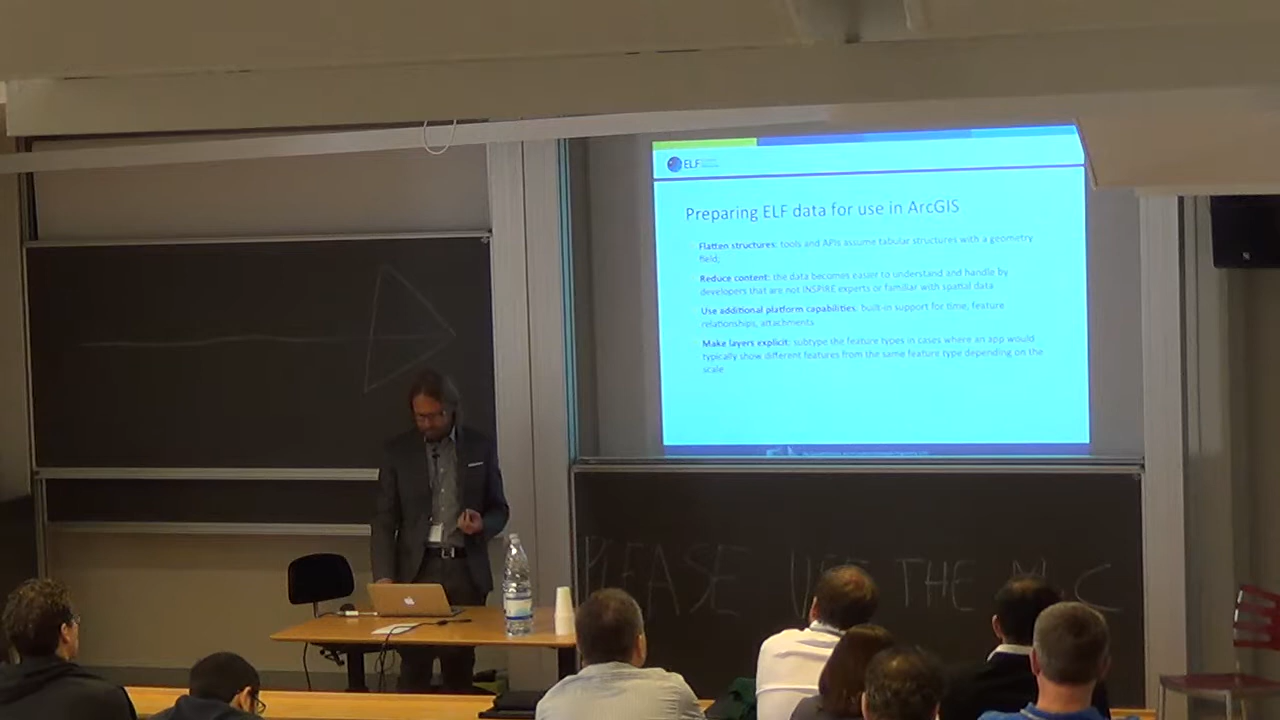 ELF
Preparing ELF data for use in ArcGIS
Flatten structures: tools and APIs assume tabular structures with a geometry
field;
Reduce content: the data becomes easier to understand and handle by
developers that are not INSPIRE experts or familiar with spatial data
Use additional platform capabilities: built-in support for time, feature
relationships, attachments
Make layers explicit: subtype the feature types in cases where an app would
typically show different features from the same feature type depending on the
scale
PLEASE USE THE MIC